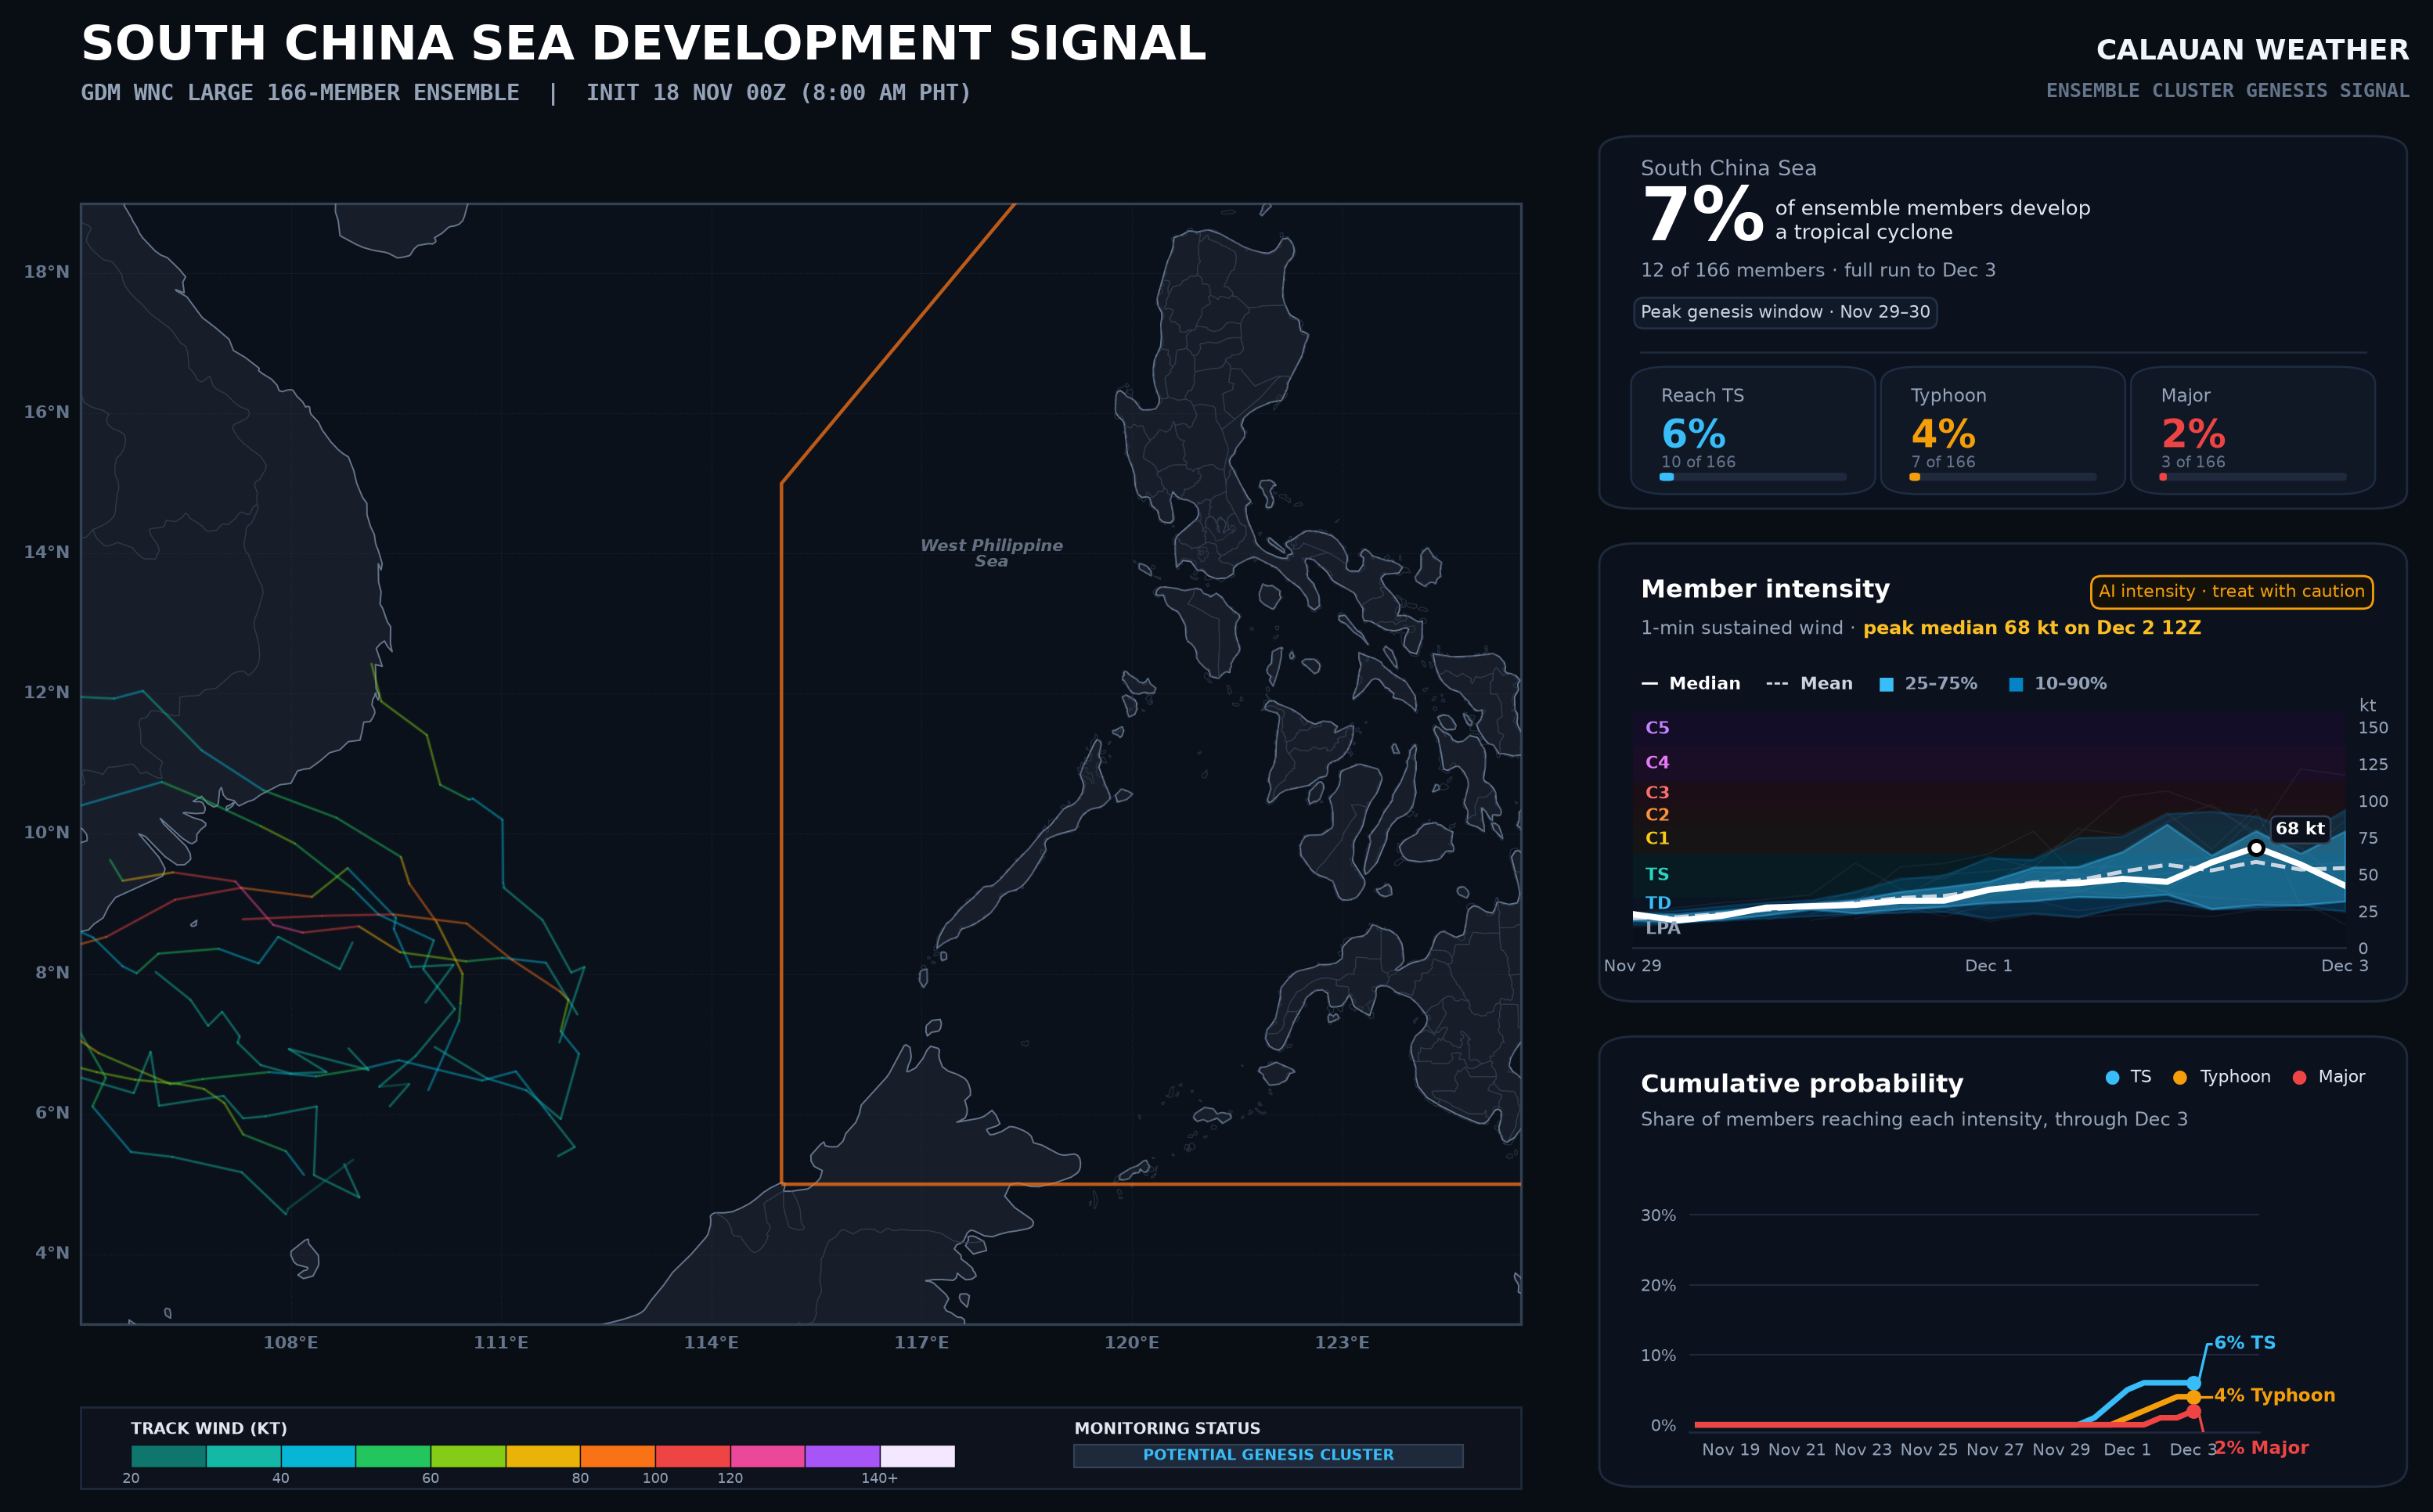 SOUTH CHINA SEA DEVELOPMENT SIGNAL
GDM WNC LARGE 166-MEMBER ENSEMBLE | INIT 18 NOV 00Z (8:00 AM PHT)
CALAUAN WEATHER
ENSEMBLE CLUSTER GENESIS SIGNAL
18°N
16°N
14°N
12°N
10°N
8°N
6°N
4°N
West Philippine
Sea
108°E 111°E 114°E 117°E 120°E 123°E
TRACK WIND (KT)
20 40 60 80 100 120 140+
MONITORING STATUS
POTENTIAL GENESIS CLUSTER
South China Sea
7% of ensemble members develop
a tropical cyclone
12 of 166 members · full run to Dec 3
Peak genesis window · Nov 29–30
Reach TS
6%
10 of 166
Typhoon
4%
7 of 166
Major
2%
3 of 166
Member intensity
AI intensity · treat with caution
1-min sustained wind · peak median 68 kt on Dec 2 12Z
Median Mean 25–75% 10–90%
kt
C5
C4
C3
C2
C1
TS
TD
LPA
150
125
100
75
50
25
0
68 kt
Nov 29 Dec 1 Dec 3
Cumulative probability
TS Typhoon Major
Share of members reaching each intensity, through Dec 3
30%
20%
10%
0%
6% TS
4% Typhoon
2% Major
Nov 19 Nov 21 Nov 23 Nov 25 Nov 27 Nov 29 Dec 1 Dec 3